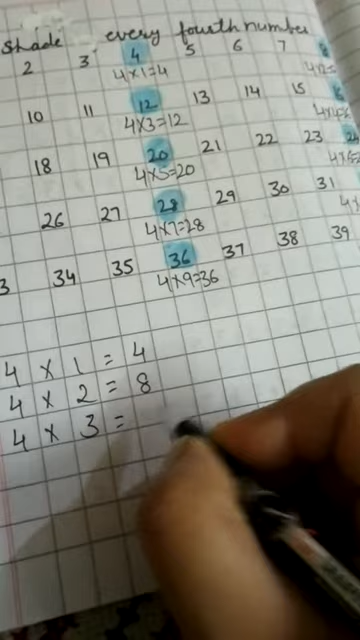 Shade every fourth number
2 3 4 5 6 7 8
4×1=4
10 11 12 13 14 15
4×3=12
18 19 20 21 22 23
4×5=20
26 27 28 29 30 31
4×7=28
34 35 36 37 38 39
4×9=36
4 × 1 = 4
4 × 2 = 8
4 × 3 =